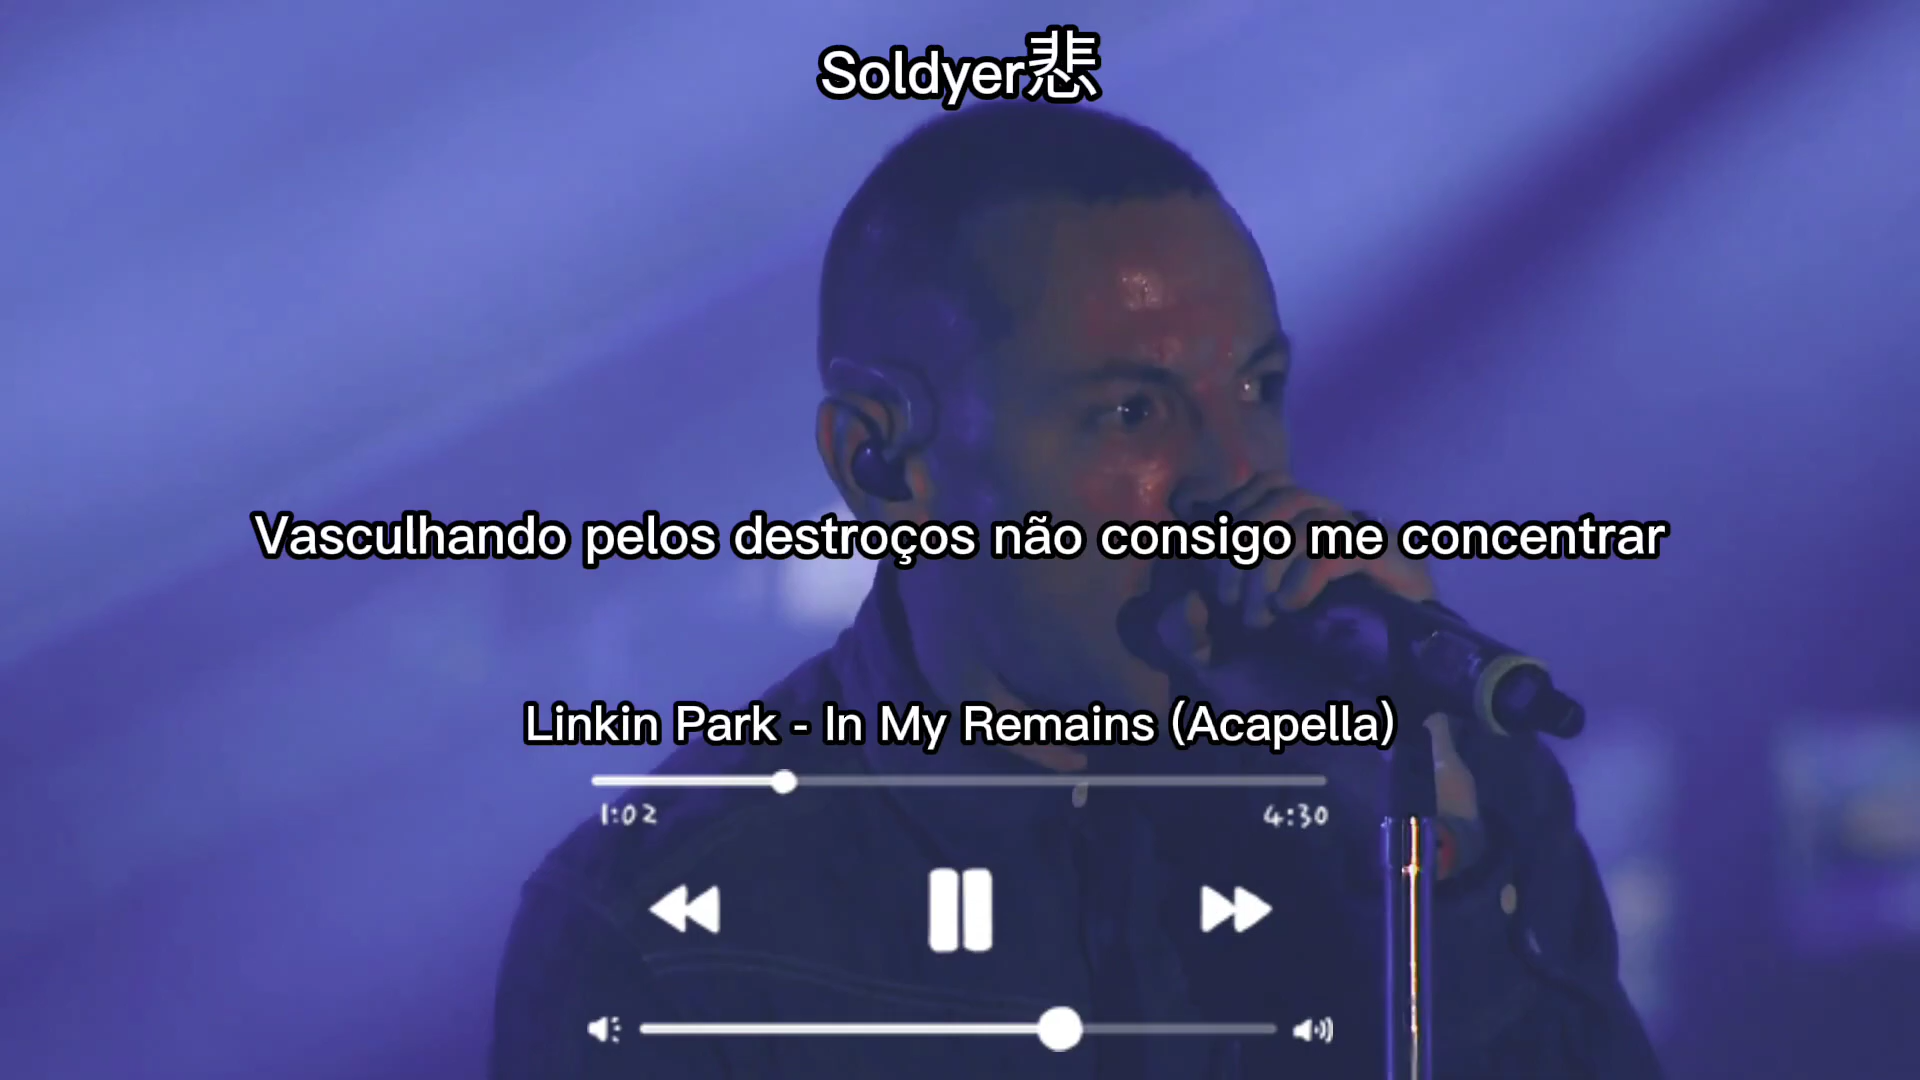 Soldyer悲
Vasculhando pelos destroços não consigo me concentrar
Linkin Park - In My Remains (Acapella)
1:02
4:30